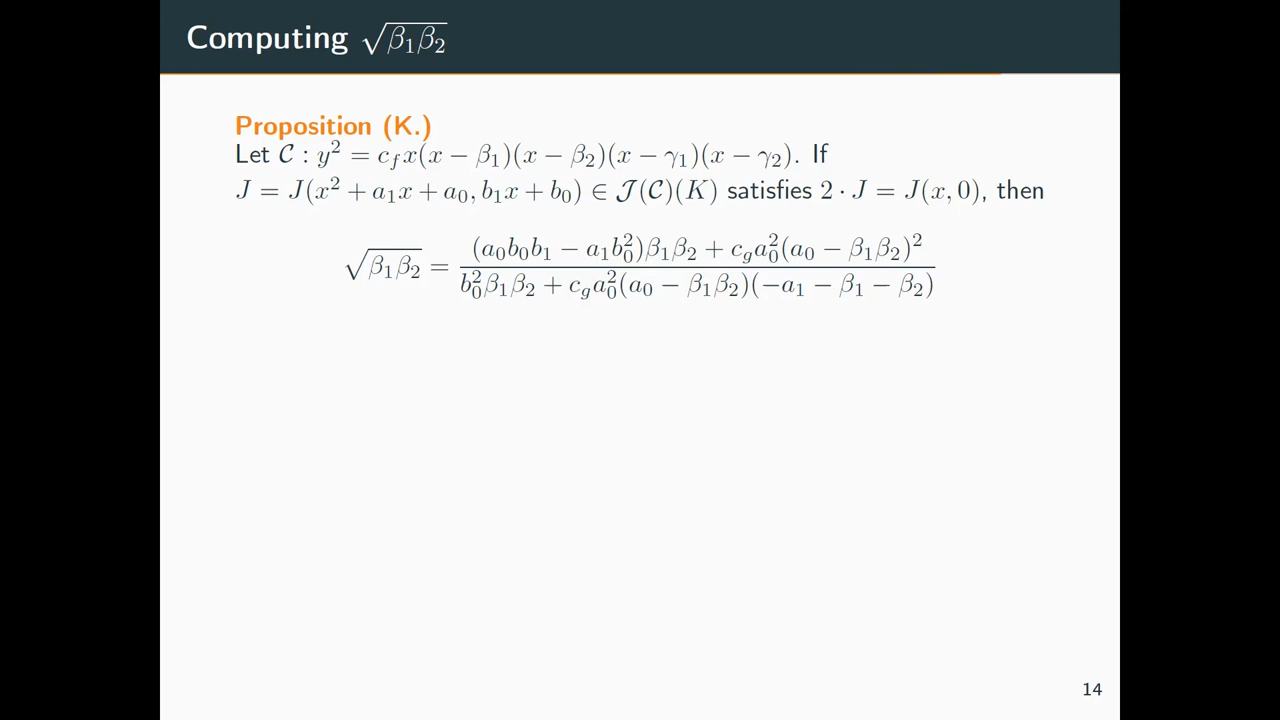 Computing √β₁β₂
Proposition (K.)
Let 𝒞 : y² = c_f x(x − β₁)(x − β₂)(x − γ₁)(x − γ₂). If
J = J(x² + a₁x + a₀, b₁x + b₀) ∈ 𝒥(𝒞)(K) satisfies 2 · J = J(x, 0), then
√β₁β₂ = \frac{(a₀b₀b₁ − a₁b₀²)β₁β₂ + c_g a₀²(a₀ − β₁β₂)²}{b₀²β₁β₂ + c_g a₀²(a₀ − β₁β₂)(−a₁ − β₁ − β₂)}
14